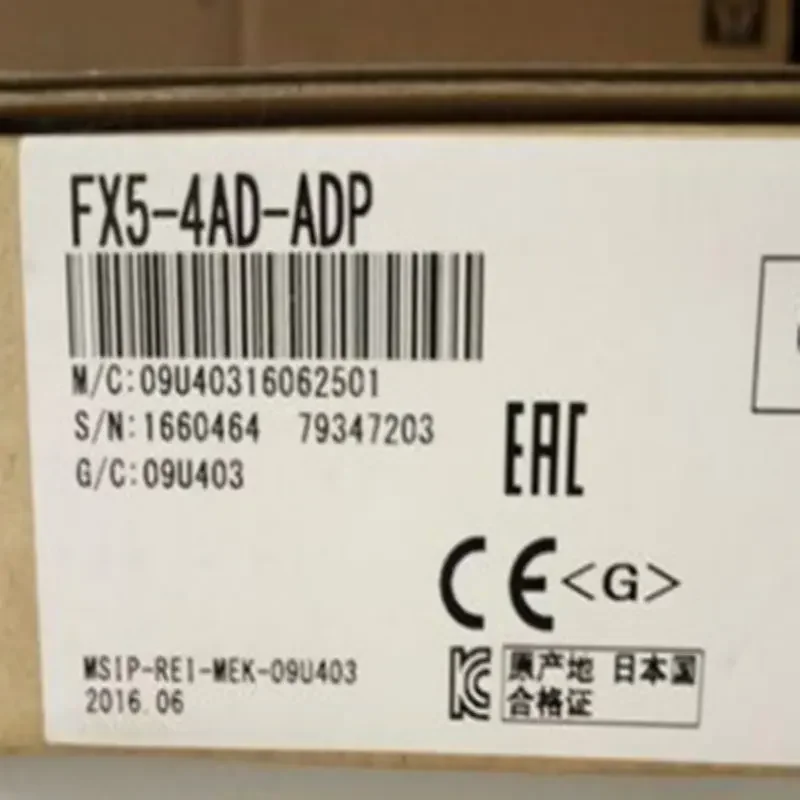 FX5-4AD-ADP
M/C:09U40316062501
S/N:1660464 79347203
G/C:09U403
EAC
CE<G>
MSIP-REI-MEK-09U403
2016.06
KC
原产地 日本国
合格证